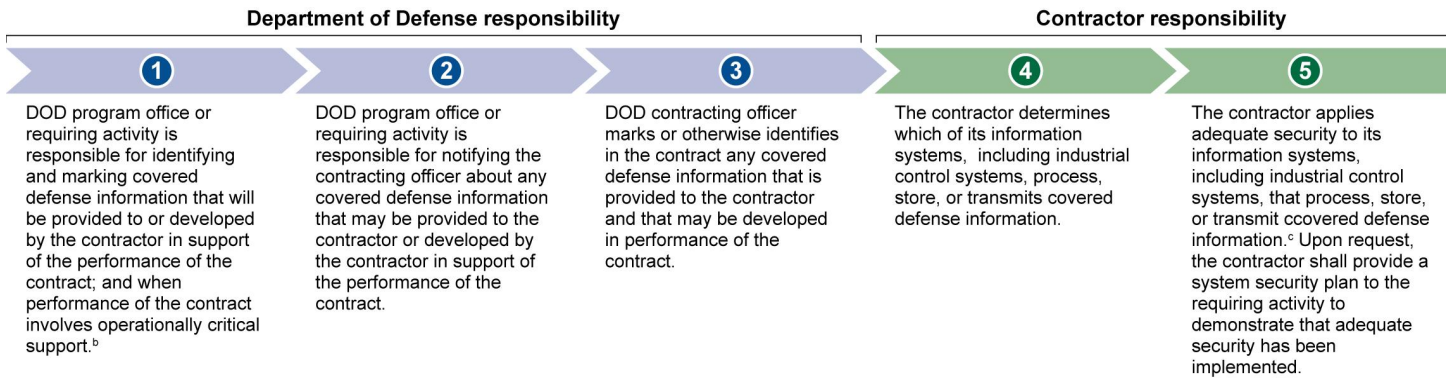 Department of Defense responsibility
Contractor responsibility
1
DOD program office or
requiring activity is
responsible for identifying
and marking covered
defense information that will
be provided to or developed
by the contractor in support
of the performance of the
contract; and when
performance of the contract
involves operationally critical
support.b
2
DOD program office or
requiring activity is
responsible for notifying the
contracting officer about any
covered defense information
that may be provided to the
contractor or developed by
the contractor in support of
the performance of the
contract.
3
DOD contracting officer
marks or otherwise identifies
in the contract any covered
defense information that is
provided to the contractor
and that may be developed
in performance of the
contract.
4
The contractor determines
which of its information
systems,  including industrial
control systems, process,
store, or transmits covered
defense information.
5
The contractor applies
adequate security to its
information systems,
including industrial control
systems, that process, store,
or transmit ccovered defense
information.c Upon request,
the contractor shall provide a
system security plan to the
requiring activity to
demonstrate that adequate
security has been
implemented.